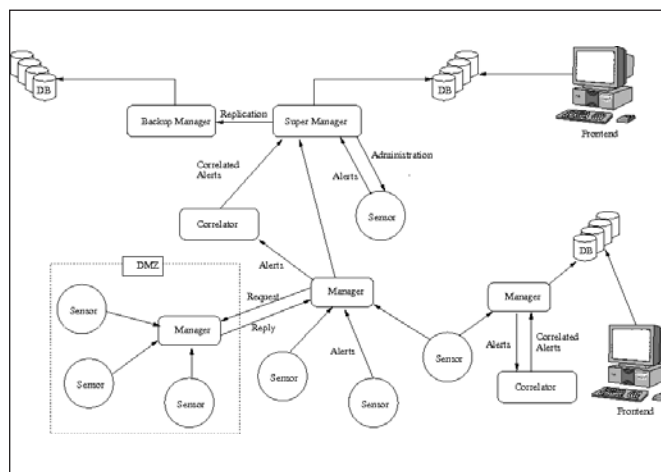 DB
DB
Backup Manager
Replication
Super Manager
Frontend
Correlated
Alerts
Administration
Alerts
Sensor
Correlator
DMZ
Alerts
DB
Sensor
Request
Manager
Manager
Manager
Reply
Sensor
Alerts
Sensor
Alerts
Correlated
Alerts
Sensor
Sensor
Sensor
Correlator
Frontend